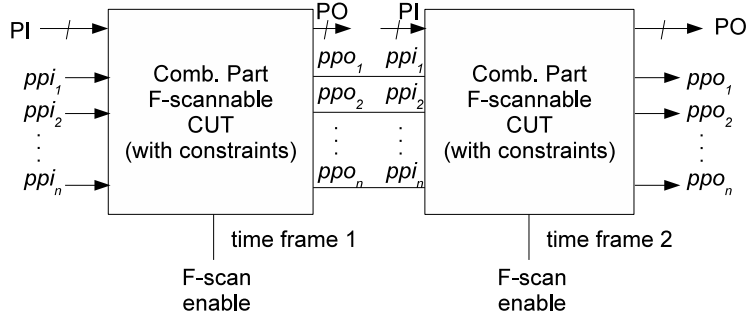 PI
PO
PI
PO
ppi1
ppo1
ppi1
ppo1
ppi2
ppo2
ppi2
ppo2
ppin
ppon
ppin
ppon
Comb. Part
F-scannable
CUT
(with constraints)
Comb. Part
F-scannable
CUT
(with constraints)
time frame 1
time frame 2
F-scan
enable
F-scan
enable